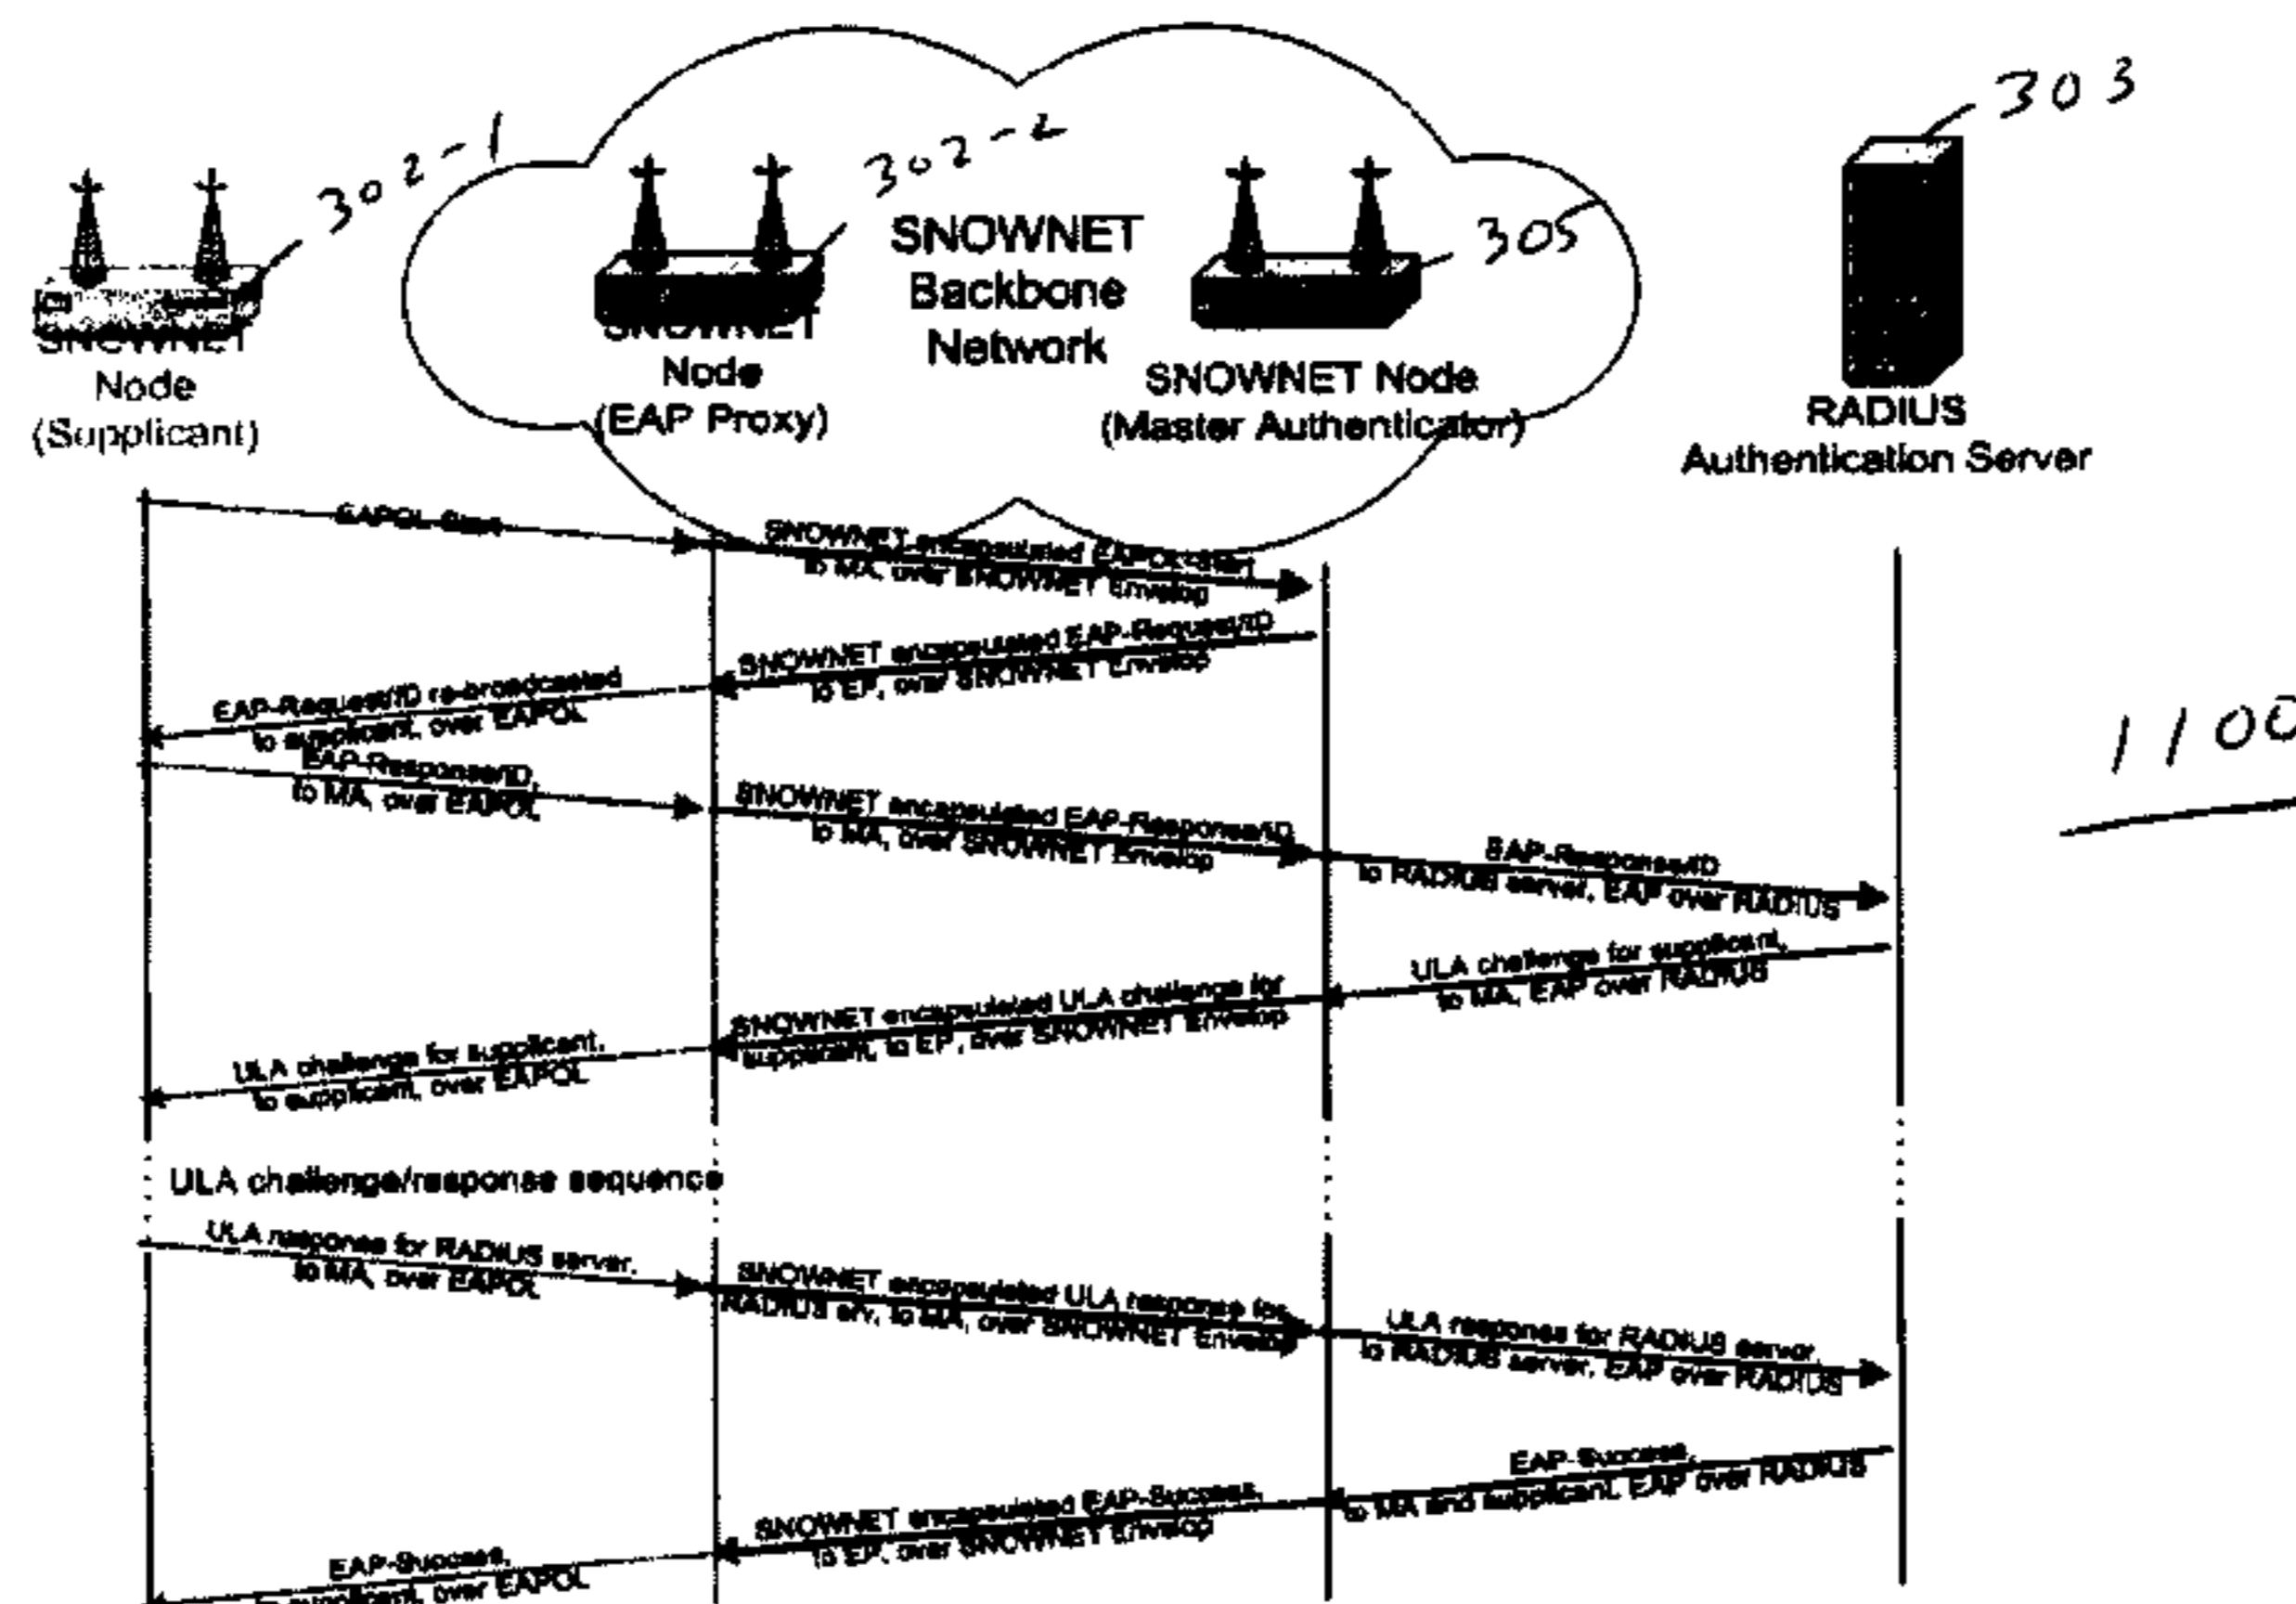 302-1
302-2
305
303
SNOWNET
Node
(Supplicant)
SNOWNET
Node
(EAP Proxy)
SNOWNET
Backbone
Network
SNOWNET Node
(Master Authenticator)
RADIUS
Authentication Server
1100
EAPOL-Start
SNOWNET encapsulated EAPOL-Start
to MA, over SNOWNET Envelop
SNOWNET encapsulated EAP-Request/ID
to EP, over SNOWNET Envelop
EAP-Request/ID re-broadcasted
to supplicant, over EAPOL
EAP-Response/ID,
to MA, over EAPOL
SNOWNET encapsulated EAP-Response/ID
to MA, over SNOWNET Envelop
EAP-Response/ID
to RADIUS server, EAP over RADIUS
ULA challenge for supplicant,
to MA, EAP over RADIUS
SNOWNET encapsulated ULA challenge for
supplicant, to EP, over SNOWNET Envelop
ULA challenge for supplicant,
to supplicant, over EAPOL
ULA challenge/response sequence
ULA response for RADIUS server,
to MA, over EAPOL
SNOWNET encapsulated ULA response for
RADIUS srv, to MA, over SNOWNET Envelop
ULA response for RADIUS server,
to RADIUS server, EAP over RADIUS
EAP-Success,
to MA and supplicant, EAP over RADIUS
SNOWNET encapsulated EAP-Success,
to EP, over SNOWNET Envelop
EAP-Success,
to supplicant, over EAPOL